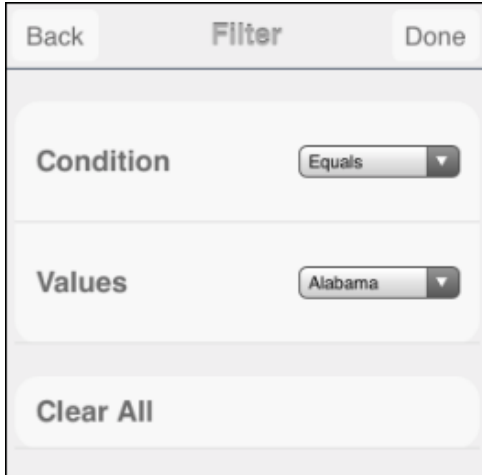 Back Filter Done
Condition Equals
Values Alabama
Clear All